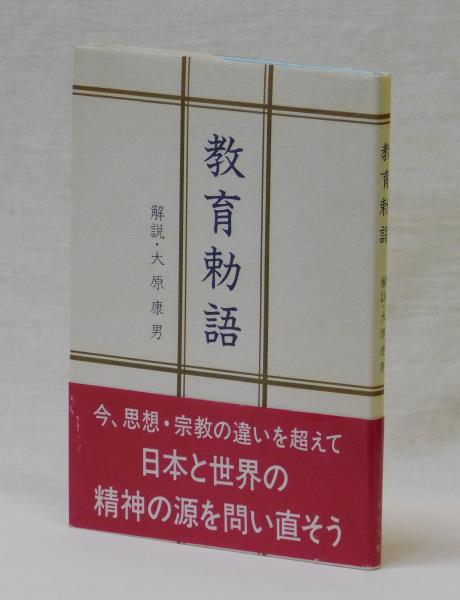 教育勅語
解説・大原康男
今、思想・宗教の違いを超えて
日本と世界の
精神の源を問い直そう
教育勅語
解説・大原康男